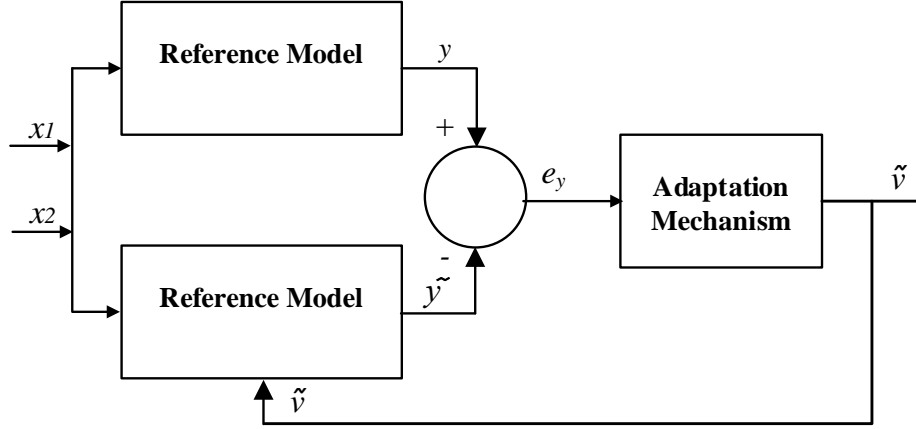 Reference Model
y
x1
+
x2
e_y
Adaptation
Mechanism
ṽ
-
Reference Model
ỹ
ṽ